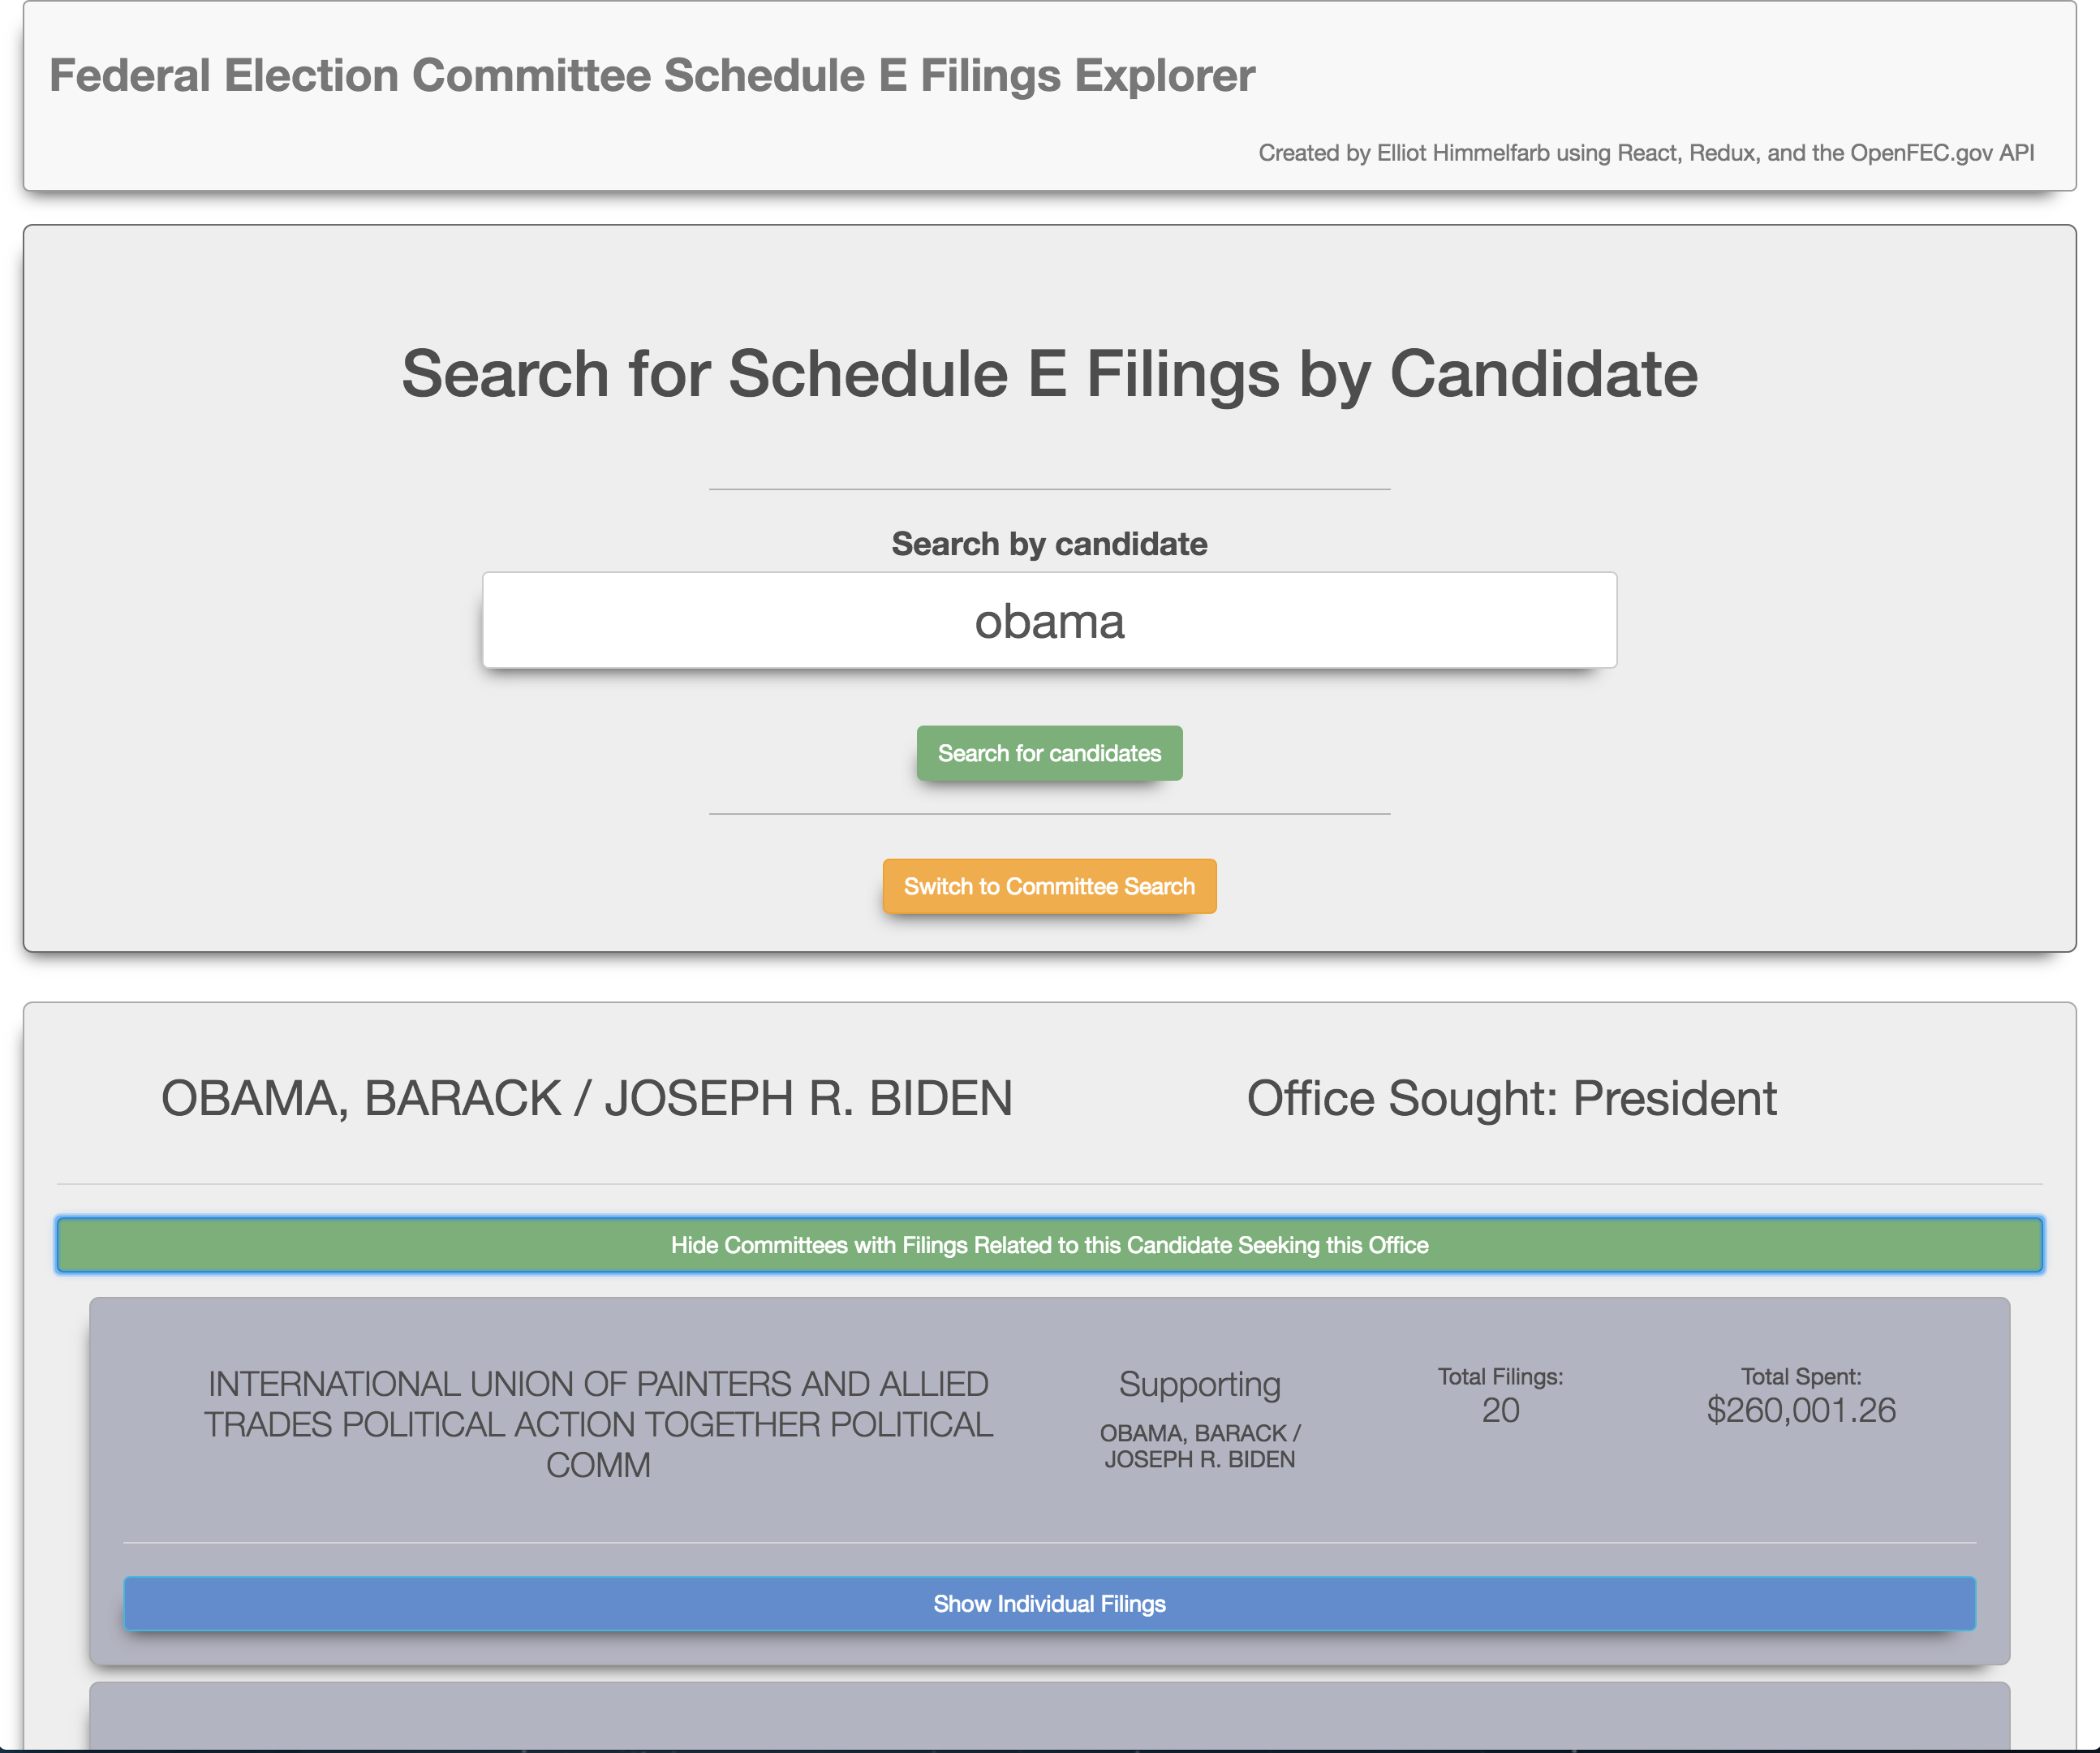 Federal Election Committee Schedule E Filings Explorer
Created by Elliot Himmelfarb using React, Redux, and the OpenFEC.gov API
Search for Schedule E Filings by Candidate
Search by candidate
obama
Search for candidates
Switch to Committee Search
OBAMA, BARACK / JOSEPH R. BIDEN
Office Sought: President
Hide Committees with Filings Related to this Candidate Seeking this Office
INTERNATIONAL UNION OF PAINTERS AND ALLIED
TRADES POLITICAL ACTION TOGETHER POLITICAL
COMM
Supporting
OBAMA, BARACK /
JOSEPH R. BIDEN
Total Filings:
20
Total Spent:
$260,001.26
Show Individual Filings